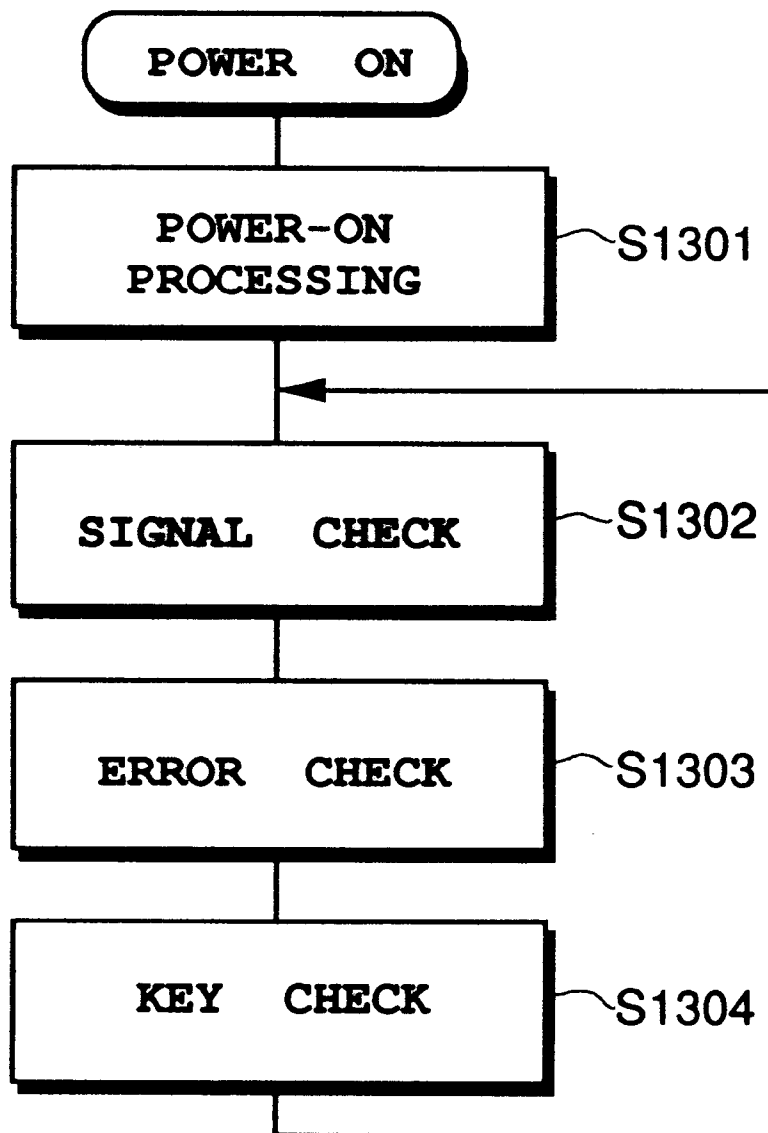 POWER ON
POWER-ON
PROCESSING
S1301
SIGNAL CHECK
S1302
ERROR CHECK
S1303
KEY CHECK
S1304